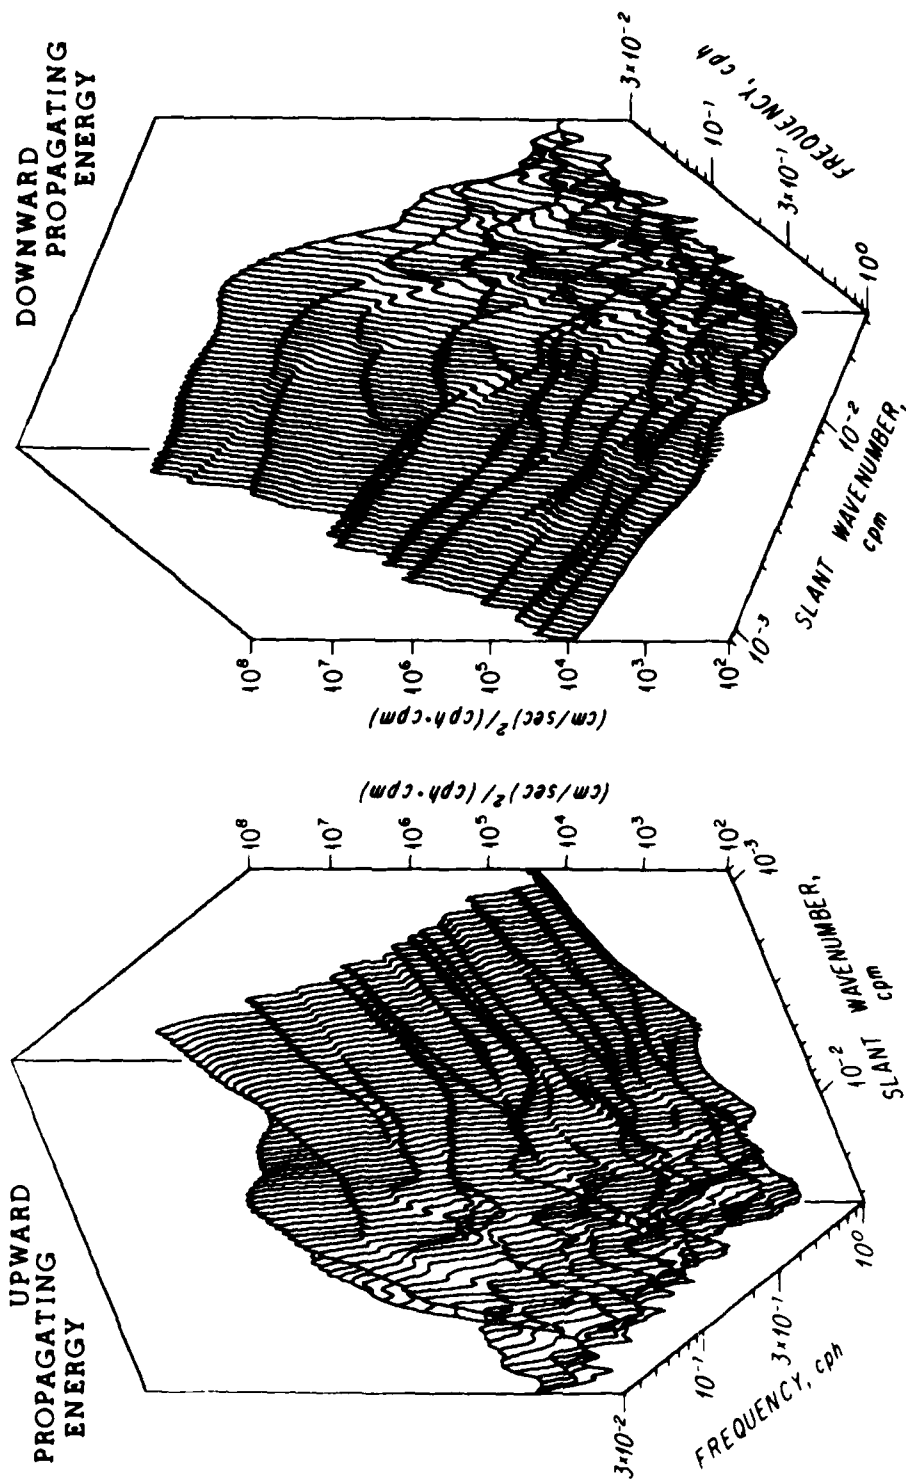 UPWARD
PROPAGATING
ENERGY
10⁸
10⁷
10⁶
10⁵
10⁴
10³
10²
(cm/sec)²/(cph·cpm)
3×10⁻²
10⁻¹
3×10⁻¹
10⁰
FREQUENCY, cph
10⁻²
10⁻³
SLANT WAVENUMBER,
cpm
DOWNWARD
PROPAGATING
ENERGY
(cm/sec)²/(cph·cpm)
10⁸
10⁷
10⁶
10⁵
10⁴
10³
10²
10⁻³
10⁻²
SLANT WAVENUMBER,
cpm
10⁰
3×10⁻¹
10⁻¹
3×10⁻²
FREQUENCY, cph